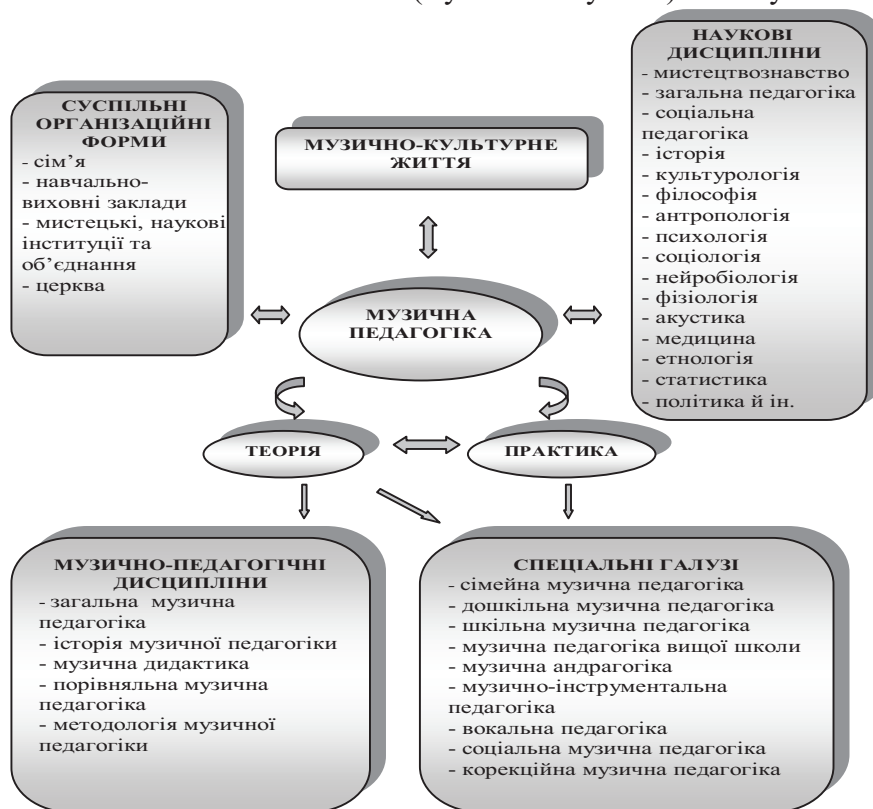 СУСПІЛЬНІ
ОРГАНІЗАЦІЙНІ
ФОРМИ
- сім’я
- навчально-
виховні заклади
- мистецькі, наукові
інституції та
об’єднання
- церква
МУЗИЧНО-КУЛЬТУРНЕ
ЖИТТЯ
НАУКОВІ
ДИСЦИПЛІНИ
- мистецтвознавство
- загальна педагогіка
- соціальна
педагогіка
- історія
- культурологія
- філософія
- антропологія
- психологія
- соціологія
- нейробіологія
- фізіологія
- акустика
- медицина
- етнологія
- статистика
- політика й ін.
МУЗИЧНА
ПЕДАГОГІКА
ТЕОРІЯ
ПРАКТИКА
МУЗИЧНО-ПЕДАГОГІЧНІ
ДИСЦИПЛІНИ
- загальна музична
педагогіка
- історія музичної педагогіки
- музична дидактика
- порівняльна музична
педагогіка
- методологія музичної
педагогіки
СПЕЦІАЛЬНІ ГАЛУЗІ
- сімейна музична педагогіка
- дошкільна музична педагогіка
- шкільна музична педагогіка
- музична педагогіка вищої школи
- музична андрагогіка
- музично-інструментальна
педагогіка
- вокальна педагогіка
- соціальна музична педагогіка
- корекційна музична педагогіка